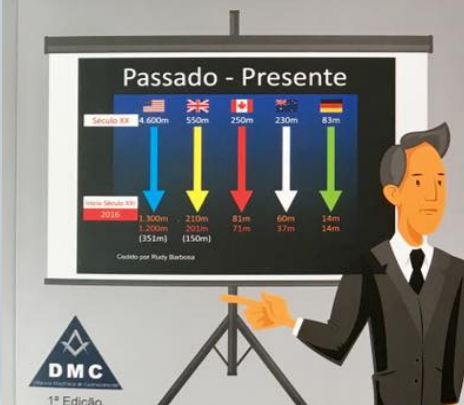 Passado - Presente
Século XX 4.600m 550m 250m 230m 83m
Início Século XXI 1.300m 210m 81m 60m 14m
2016 1.200m 201m 71m 37m 14m
(351m) (150m)
Cedido por Rudy Barbosa
DMC
1ª Edição